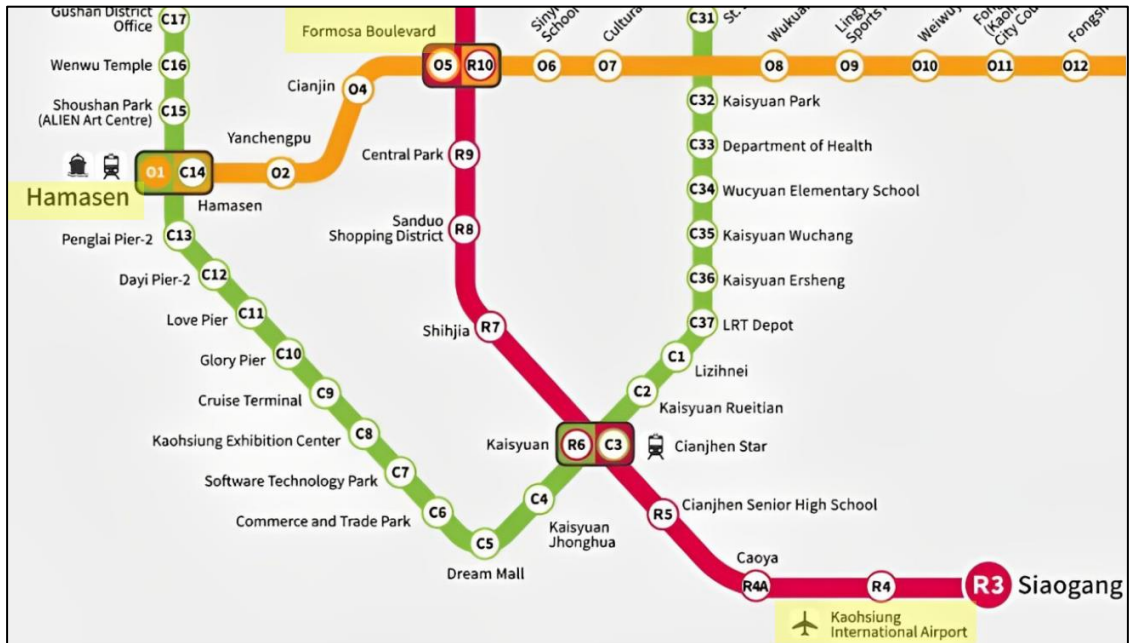 Gushan District
Office
C17
Wenwu Temple
C16
Shoushan Park
(ALIEN Art Centre)
C15
Formosa Boulevard
O5
R10
Sinyi
School
O6
Cultural
O7
C31
St.
Wukuai
O8
Sports
O9
Weiwuy
O10
(Kaoh
City Cou
O11
Fongsh
O12
Cianjin
O4
Yanchengpu
O2
O1
C14
Hamasen
Hamasen
Central Park
R9
Sanduo
Shopping District
R8
C32
Kaisyuan Park
C33
Department of Health
C34
Wucyuan Elementary School
C35
Kaisyuan Wuchang
C36
Kaisyuan Ersheng
C37
LRT Depot
C1
Lizihnei
C2
Kaisyuan Rueitian
Penglai Pier-2
C13
Dayi Pier-2
C12
Love Pier
C11
Glory Pier
C10
Cruise Terminal
C9
Kaohsiung Exhibition Center
C8
Software Technology Park
C7
Commerce and Trade Park
C6
C5
Dream Mall
C4
Kaisyuan
Jhonghua
Shihjia
R7
Kaisyuan
R6
C3
Cianjhen Star
R5
Cianjhen Senior High School
Caoya
R4A
R4
Kaohsiung
International Airport
R3
Siaogang